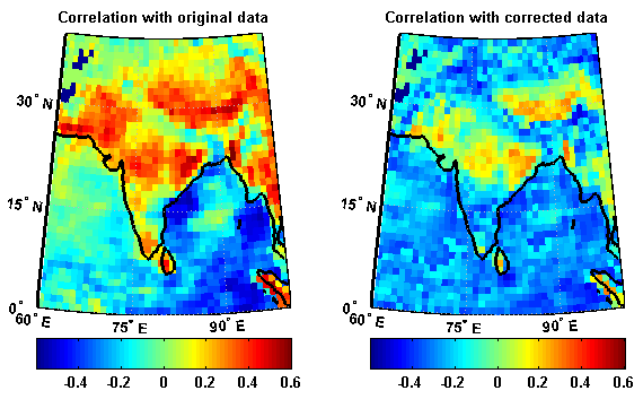 Correlation with original data
Correlation with corrected data
30° N
15° N
0°
60° E
75° E
90° E
-0.4 -0.2 0 0.2 0.4 0.6
30° N
15° N
0°
60° E
75° E
90° E
-0.4 -0.2 0 0.2 0.4 0.6